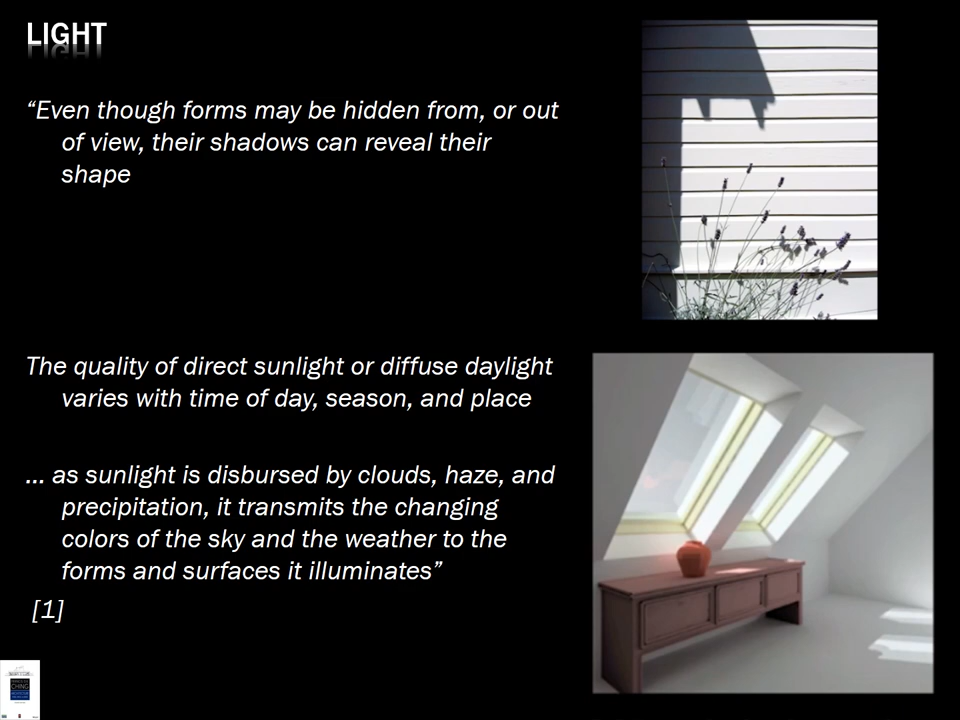 LIGHT
“Even though forms may be hidden from, or out
of view, their shadows can reveal their
shape
The quality of direct sunlight or diffuse daylight
varies with time of day, season, and place
... as sunlight is disbursed by clouds, haze, and
precipitation, it transmits the changing
colors of the sky and the weather to the
forms and surfaces it illuminates”
[1]
CHING